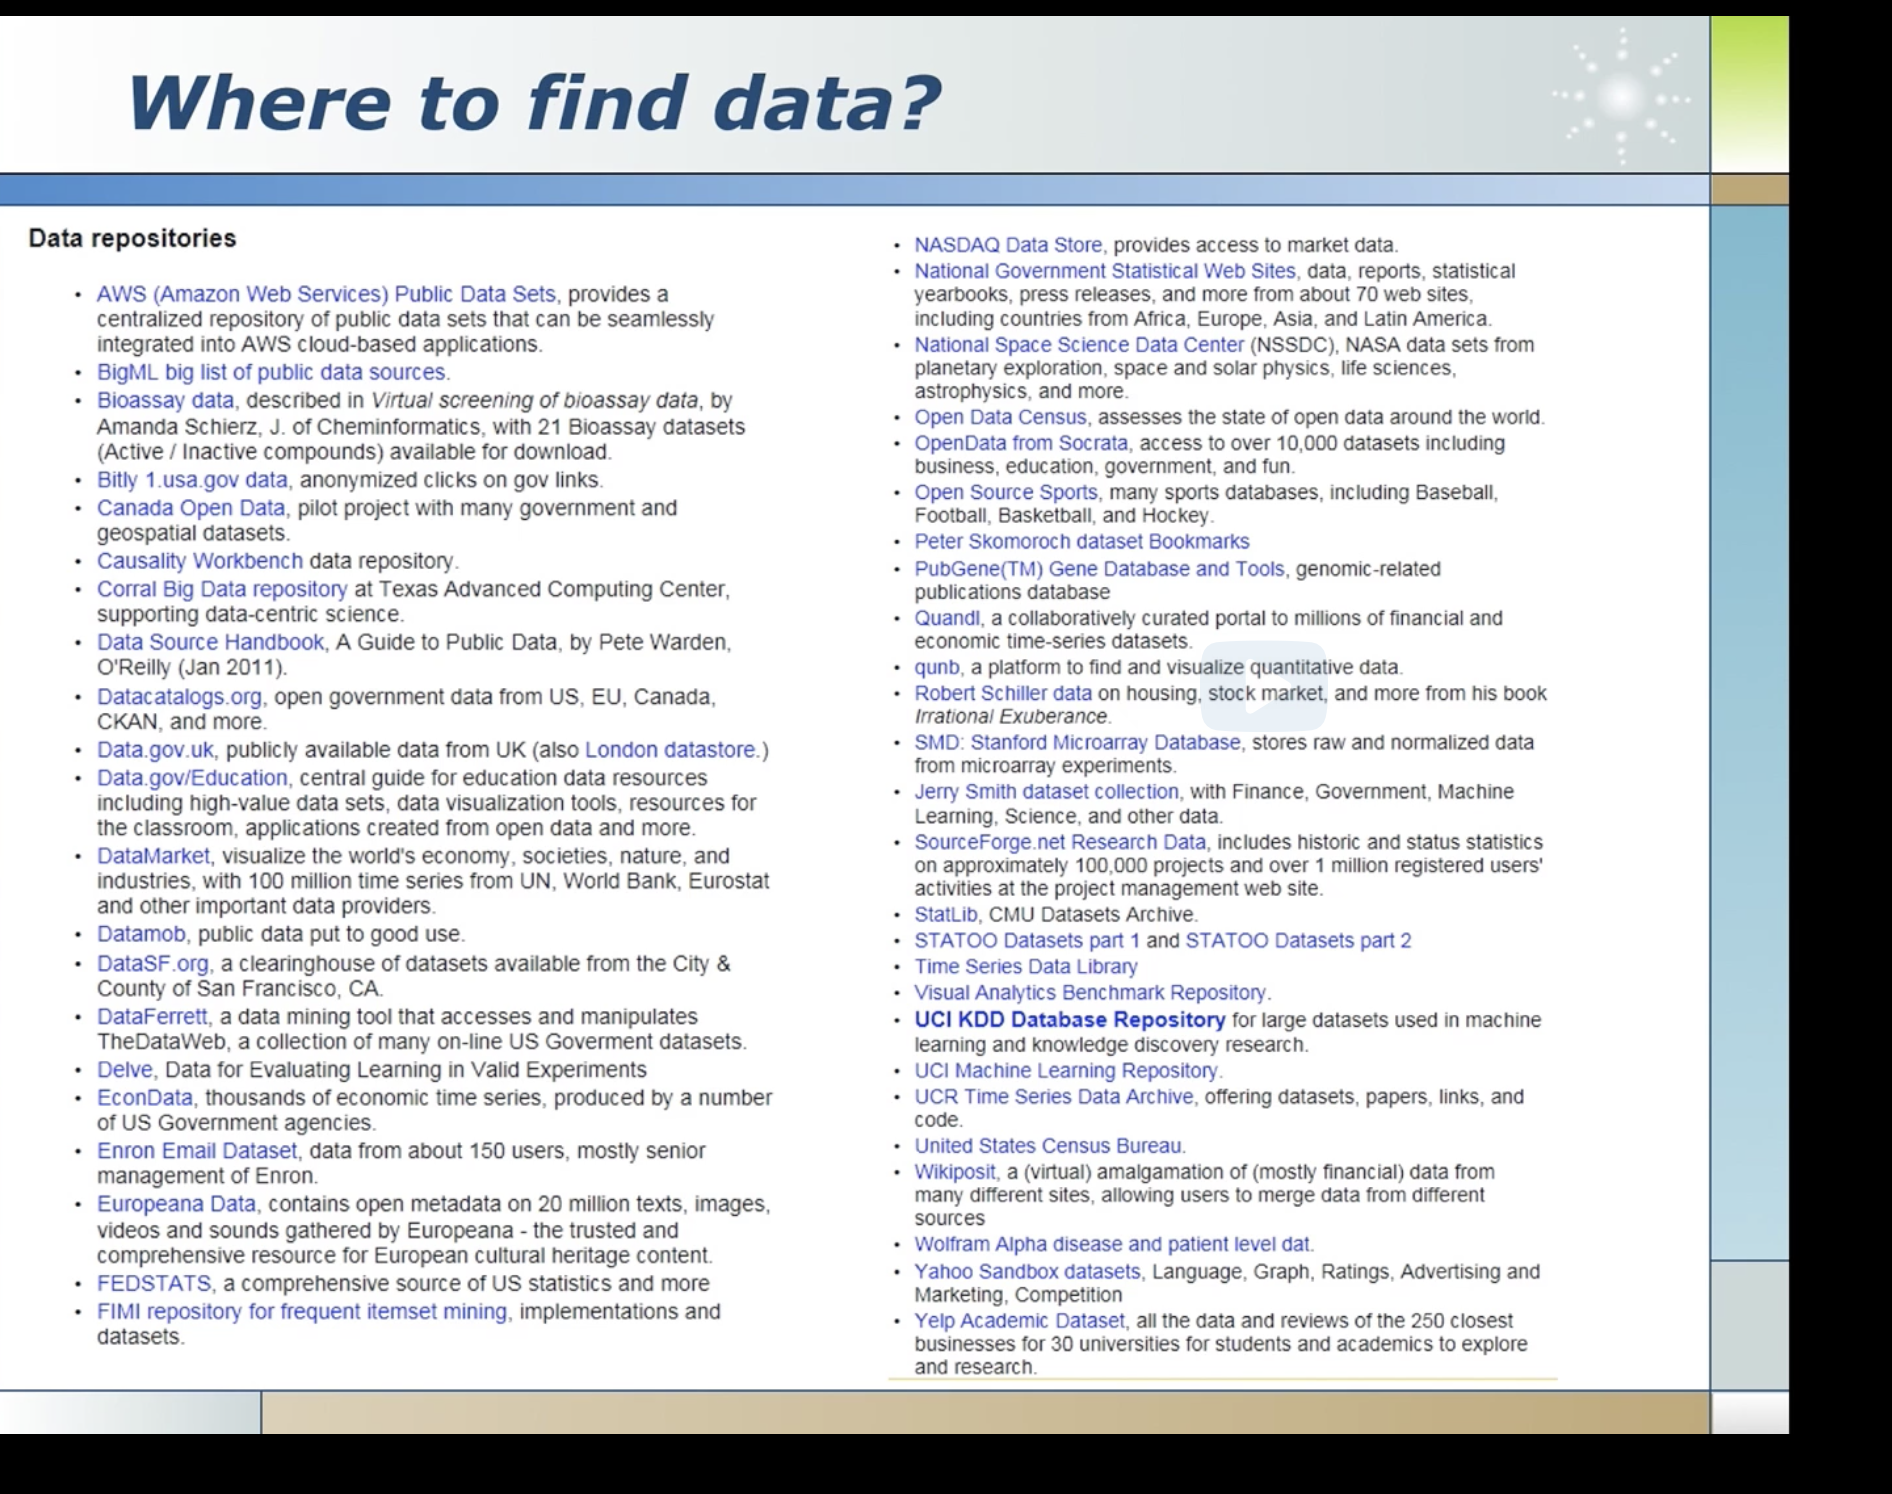 Where to find data?
Data repositories
• AWS (Amazon Web Services) Public Data Sets, provides a
centralized repository of public data sets that can be seamlessly
integrated into AWS cloud-based applications.
• BigML big list of public data sources.
• Bioassay data, described in Virtual screening of bioassay data, by
Amanda Schierz, J. of Cheminformatics, with 21 Bioassay datasets
(Active / Inactive compounds) available for download.
• Bitly 1.usa.gov data, anonymized clicks on gov links.
• Canada Open Data, pilot project with many government and
geospatial datasets.
• Causality Workbench data repository.
• Corral Big Data repository at Texas Advanced Computing Center,
supporting data-centric science.
• Data Source Handbook, A Guide to Public Data, by Pete Warden,
O'Reilly (Jan 2011).
• Datacatalogs.org, open government data from US, EU, Canada,
CKAN, and more.
• Data.gov.uk, publicly available data from UK (also London datastore.)
• Data.gov/Education, central guide for education data resources
including high-value data sets, data visualization tools, resources for
the classroom, applications created from open data and more.
• DataMarket, visualize the world's economy, societies, nature, and
industries, with 100 million time series from UN, World Bank, Eurostat
and other important data providers.
• Datamob, public data put to good use.
• DataSF.org, a clearinghouse of datasets available from the City &
County of San Francisco, CA.
• DataFerrett, a data mining tool that accesses and manipulates
TheDataWeb, a collection of many on-line US Goverment datasets.
• Delve, Data for Evaluating Learning in Valid Experiments
• EconData, thousands of economic time series, produced by a number
of US Government agencies.
• Enron Email Dataset, data from about 150 users, mostly senior
management of Enron.
• Europeana Data, contains open metadata on 20 million texts, images,
videos and sounds gathered by Europeana - the trusted and
comprehensive resource for European cultural heritage content.
• FEDSTATS, a comprehensive source of US statistics and more
• FIMI repository for frequent itemset mining, implementations and
datasets.
• NASDAQ Data Store, provides access to market data.
• National Government Statistical Web Sites, data, reports, statistical
yearbooks, press releases, and more from about 70 web sites,
including countries from Africa, Europe, Asia, and Latin America.
• National Space Science Data Center (NSSDC), NASA data sets from
planetary exploration, space and solar physics, life sciences,
astrophysics, and more.
• Open Data Census, assesses the state of open data around the world.
• OpenData from Socrata, access to over 10,000 datasets including
business, education, government, and fun.
• Open Source Sports, many sports databases, including Baseball,
Football, Basketball, and Hockey.
• Peter Skomoroch dataset Bookmarks
• PubGene(TM) Gene Database and Tools, genomic-related
publications database
• Quandl, a collaboratively curated portal to millions of financial and
economic time-series datasets.
• qunb, a platform to find and visualize quantitative data.
• Robert Schiller data on housing, stock market, and more from his book
Irrational Exuberance.
• SMD: Stanford Microarray Database, stores raw and normalized data
from microarray experiments.
• Jerry Smith dataset collection, with Finance, Government, Machine
Learning, Science, and other data.
• SourceForge.net Research Data, includes historic and status statistics
on approximately 100,000 projects and over 1 million registered users'
activities at the project management web site.
• StatLib, CMU Datasets Archive.
• STATOO Datasets part 1 and STATOO Datasets part 2
• Time Series Data Library
• Visual Analytics Benchmark Repository.
• UCI KDD Database Repository for large datasets used in machine
learning and knowledge discovery research.
• UCI Machine Learning Repository.
• UCR Time Series Data Archive, offering datasets, papers, links, and
code.
• United States Census Bureau.
• Wikiposit, a (virtual) amalgamation of (mostly financial) data from
many different sites, allowing users to merge data from different
sources
• Wolfram Alpha disease and patient level dat.
• Yahoo Sandbox datasets, Language, Graph, Ratings, Advertising and
Marketing, Competition
• Yelp Academic Dataset, all the data and reviews of the 250 closest
businesses for 30 universities for students and academics to explore
and research.